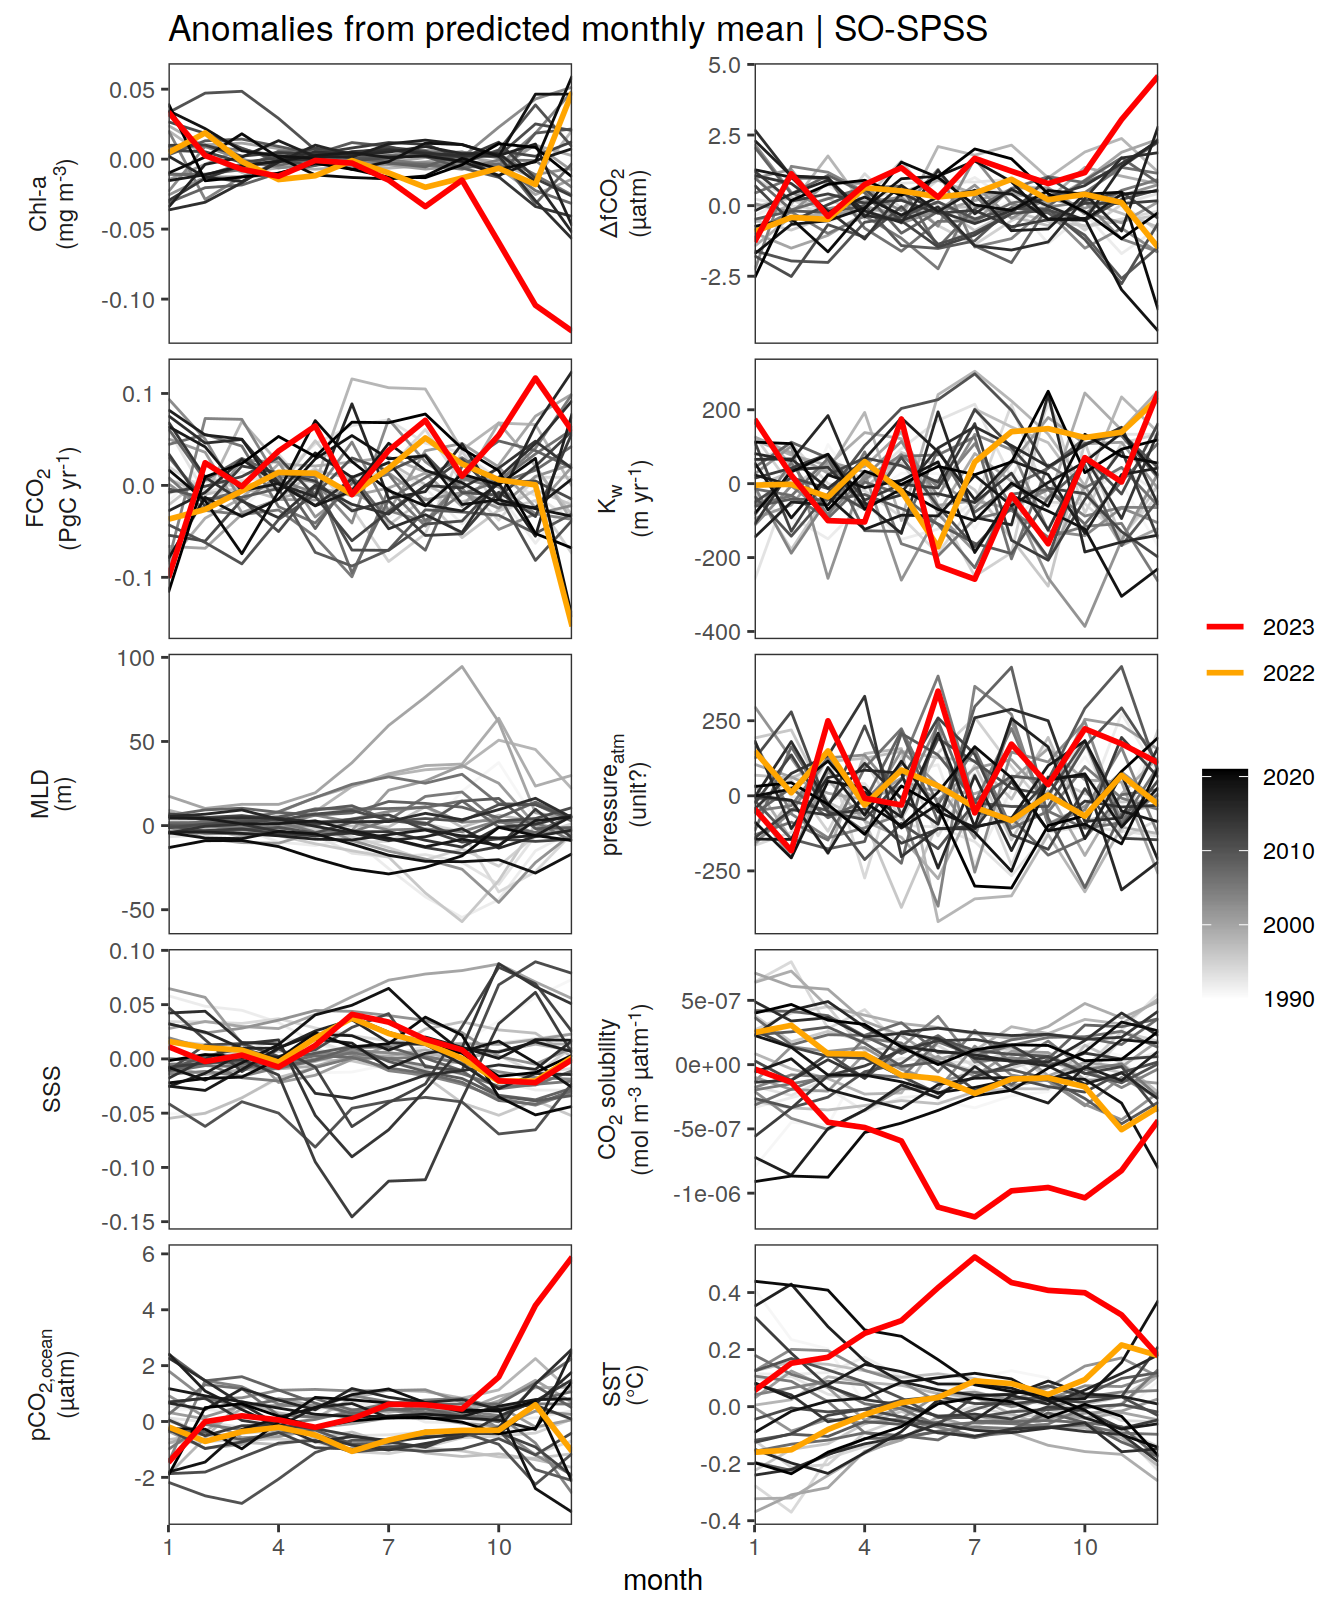 Anomalies from predicted monthly mean | SO-SPSS
Chl-a
(mg m⁻³)
0.05
0.00
-0.05
-0.10
ΔfCO₂
(µatm)
5.0
2.5
0.0
-2.5
FCO₂
(PgC yr⁻¹)
0.1
0.0
-0.1
K_w
(m yr⁻¹)
200
0
-200
-400
MLD
(m)
100
50
0
-50
pressure_atm
(unit?)
250
0
-250
SSS
0.10
0.05
0.00
-0.05
-0.10
-0.15
CO₂ solubility
(mol m⁻³ µatm⁻¹)
5e-07
0e+00
-5e-07
-1e-06
pCO₂,ocean
(µatm)
6
4
2
0
-2
SST
(°C)
0.4
0.2
0.0
-0.2
-0.4
1 4 7 10
1 4 7 10
month
2023
2022
2020
2010
2000
1990